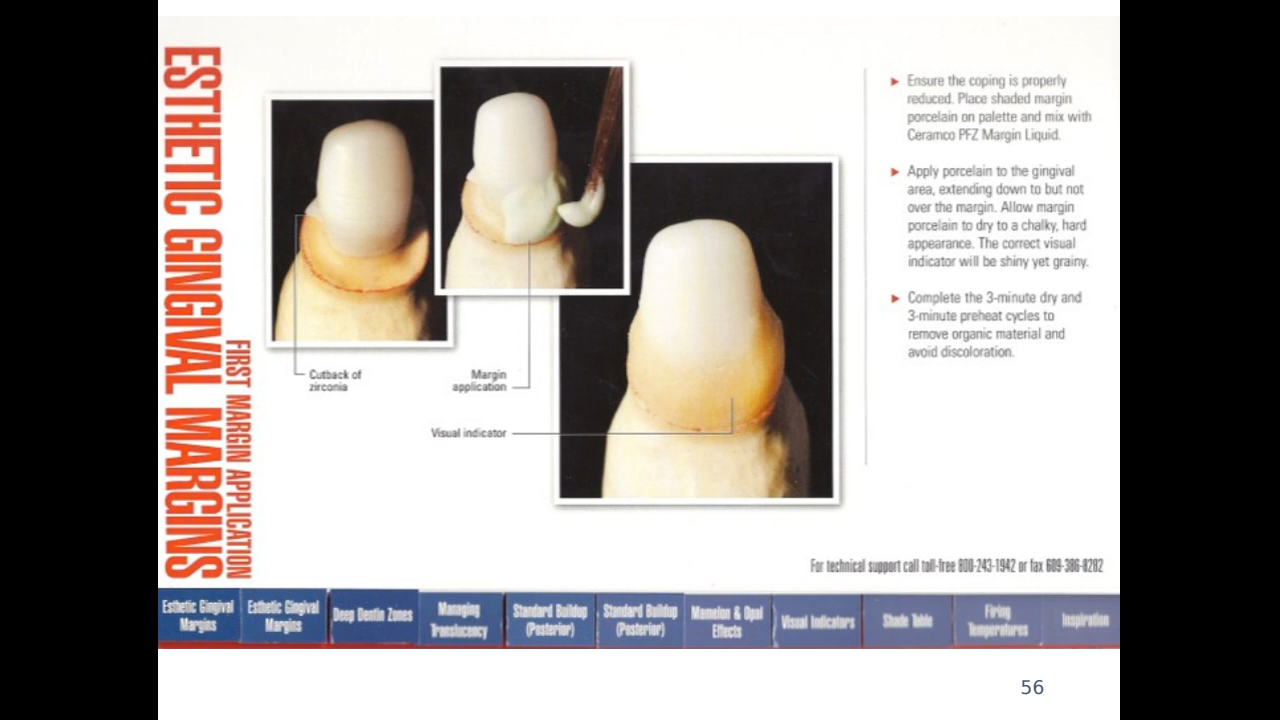 ESTHETIC GINGIVAL MARGINS
FIRST MARGIN APPLICATION
Cutback of
zirconia
Margin
application
Visual indicator
► Ensure the coping is properly
reduced. Place shaded margin
porcelain on palette and mix with
Ceramco PFZ Margin Liquid.
► Apply porcelain to the gingival
area, extending down to but not
over the margin. Allow margin
porcelain to dry to a chalky, hard
appearance. The correct visual
indicator will be shiny yet grainy.
► Complete the 3-minute dry and
3-minute preheat cycles to
remove organic material and
avoid discoloration.
For technical support call toll-free 800-243-1942 or fax 609-386-8282
Esthetic Gingival
Margins
Esthetic Gingival
Margins
Deep Dentin Zones
Managing
Translucency
Standard Buildup
(Posterior)
Standard Buildup
(Posterior)
Mamelon & Opal
Effects
Visual Indicators
Shade Table
Firing
Temperatures
Inspiration
56